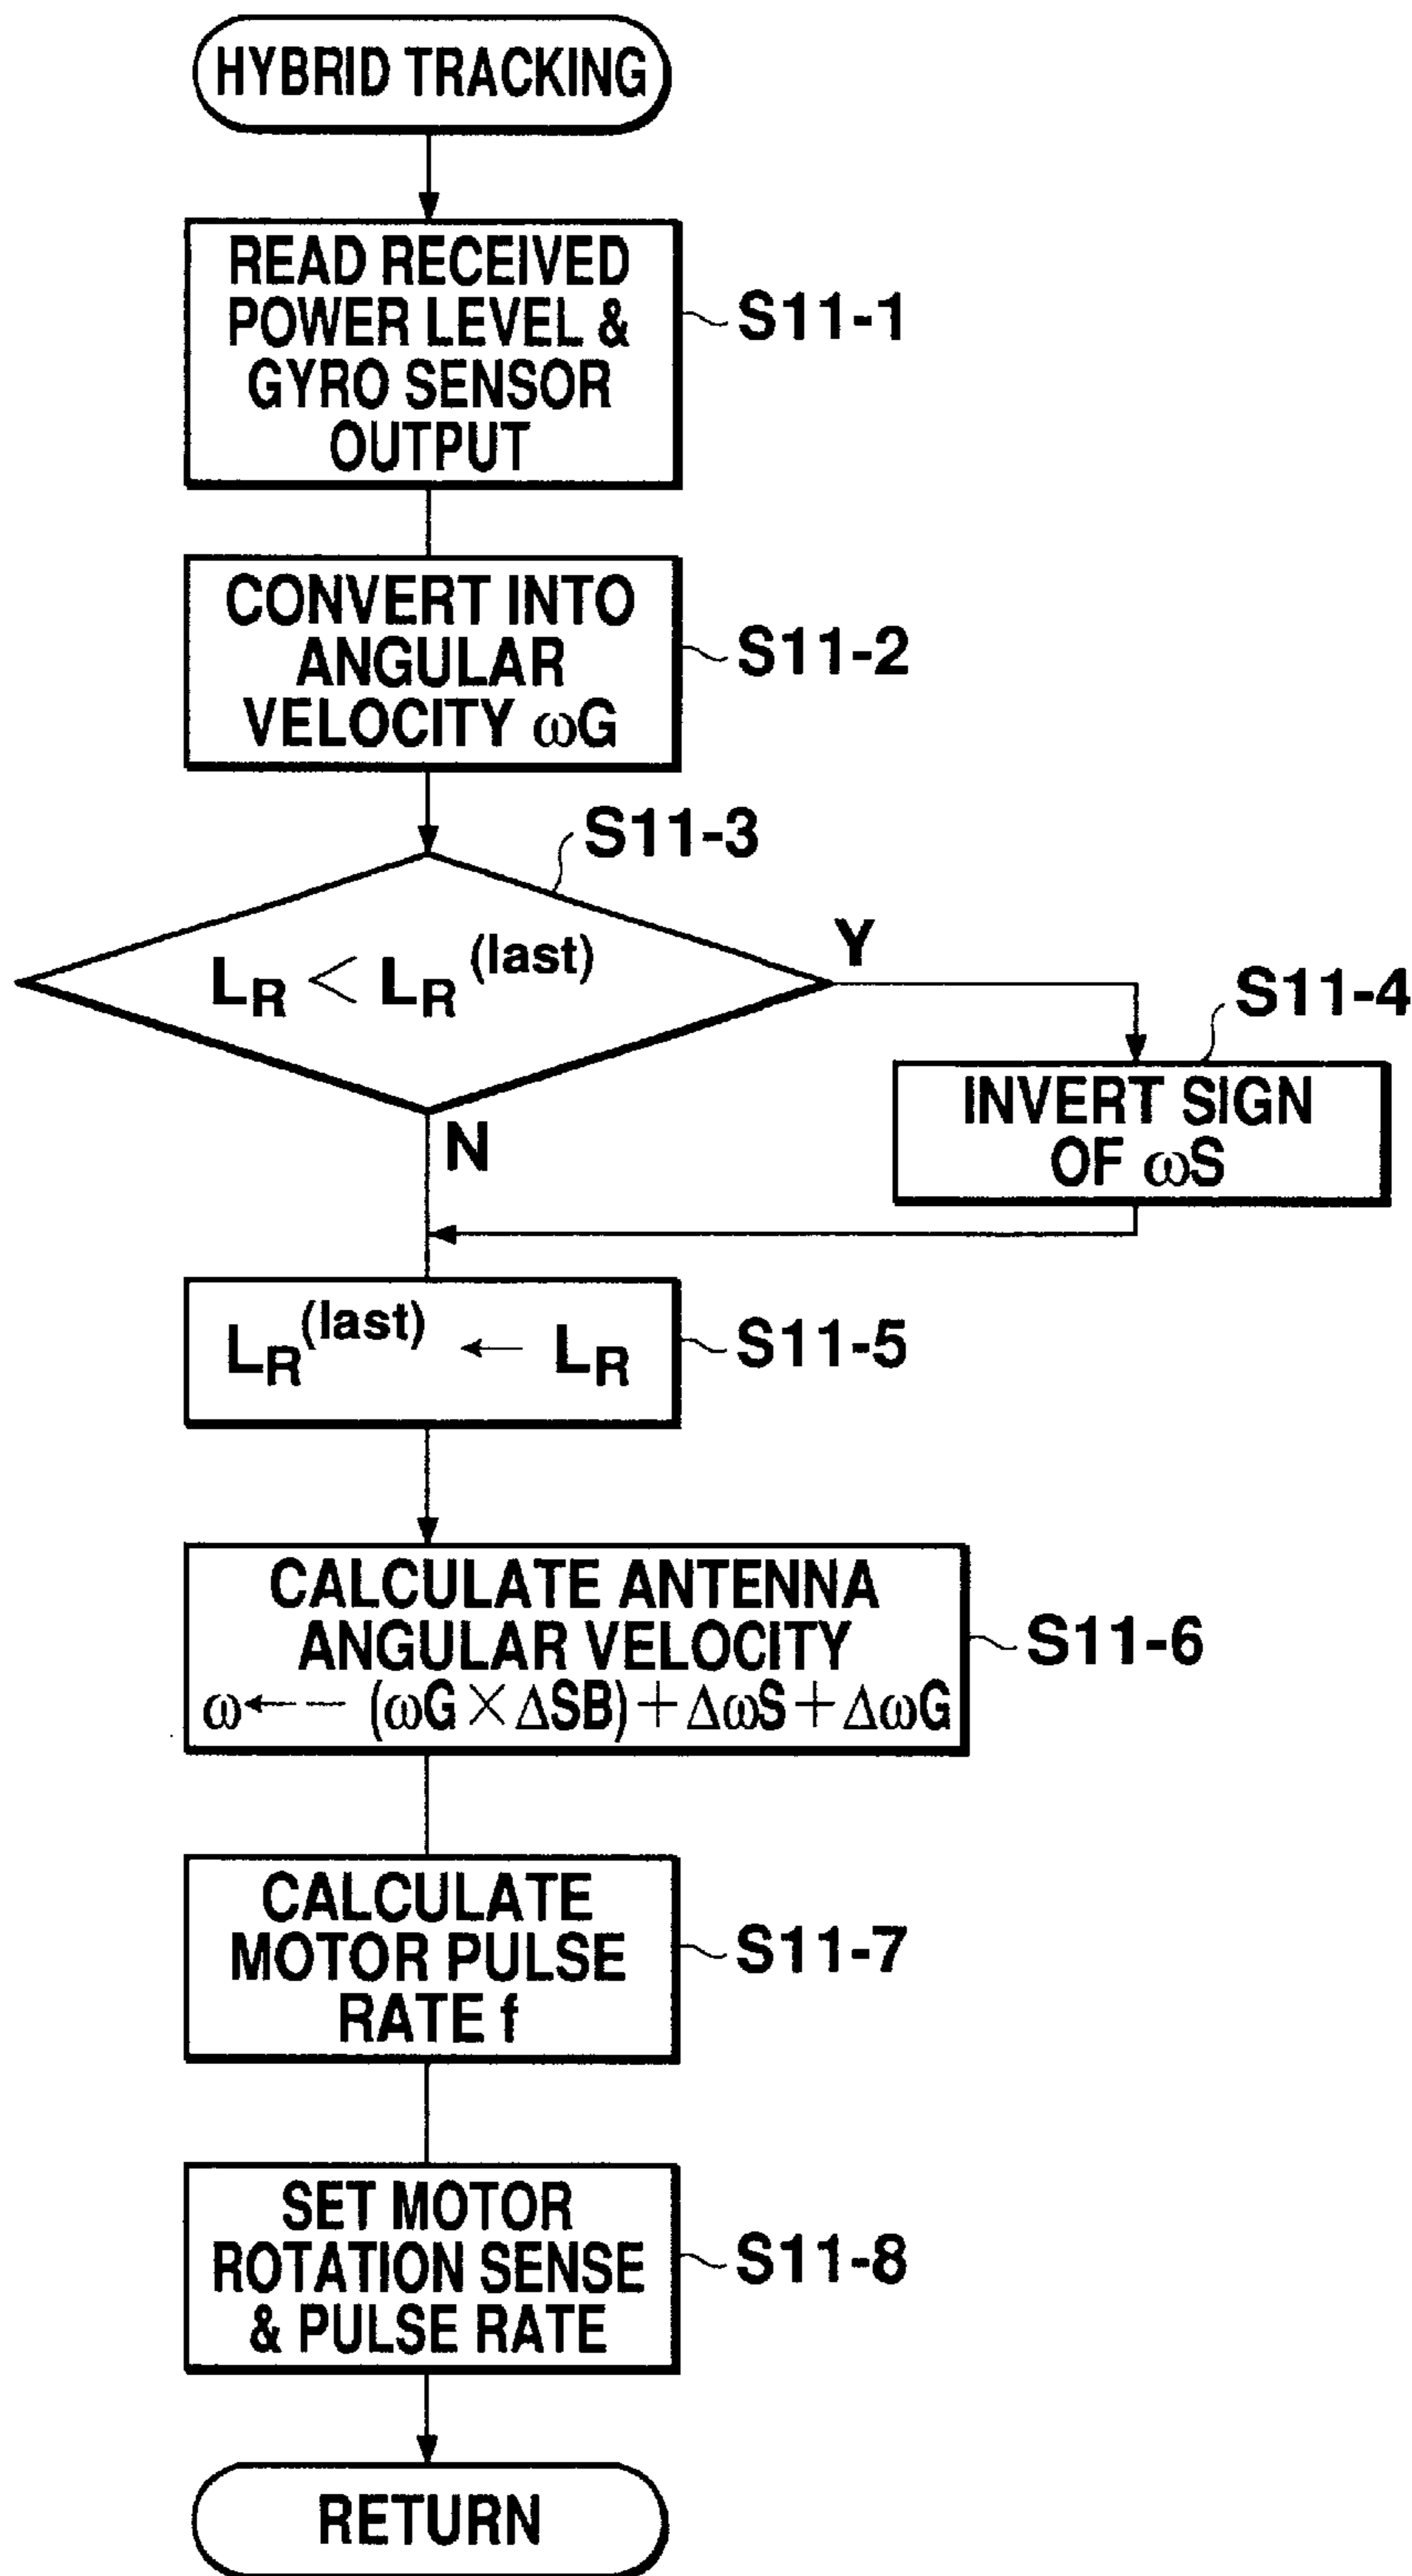 HYBRID TRACKING
READ RECEIVED
POWER LEVEL &
GYRO SENSOR
OUTPUT
S11-1
CONVERT INTO
ANGULAR
VELOCITY ωG
S11-2
S11-3
LR < LR (last)
Y
N
S11-4
INVERT SIGN
OF ωS
LR(last) ← LR
S11-5
CALCULATE ANTENNA
ANGULAR VELOCITY
ω ← − (ωG × ΔSB) + ΔωS + ΔωG
S11-6
CALCULATE
MOTOR PULSE
RATE f
S11-7
SET MOTOR
ROTATION SENSE
& PULSE RATE
S11-8
RETURN